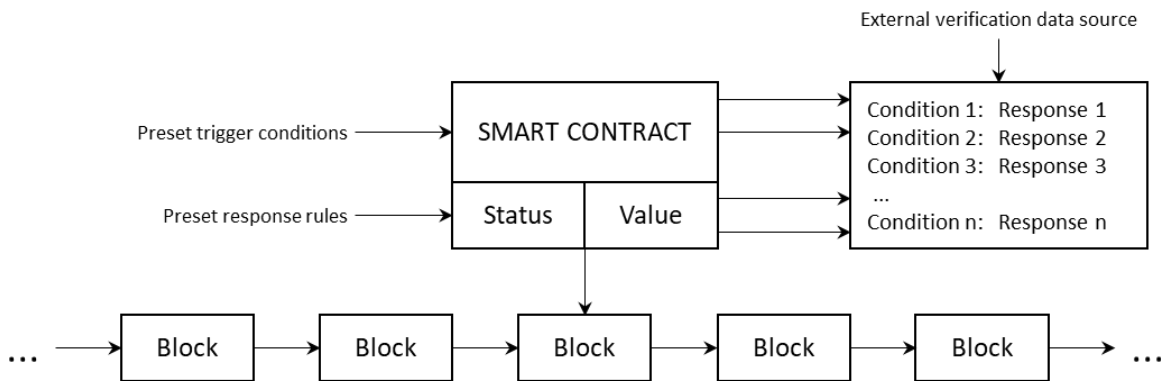 External verification data source
Preset trigger conditions
SMART CONTRACT
Condition 1: Response 1
Condition 2: Response 2
Condition 3: Response 3
...
Condition n: Response n
Preset response rules
Status
Value
...
Block
Block
Block
Block
Block
...